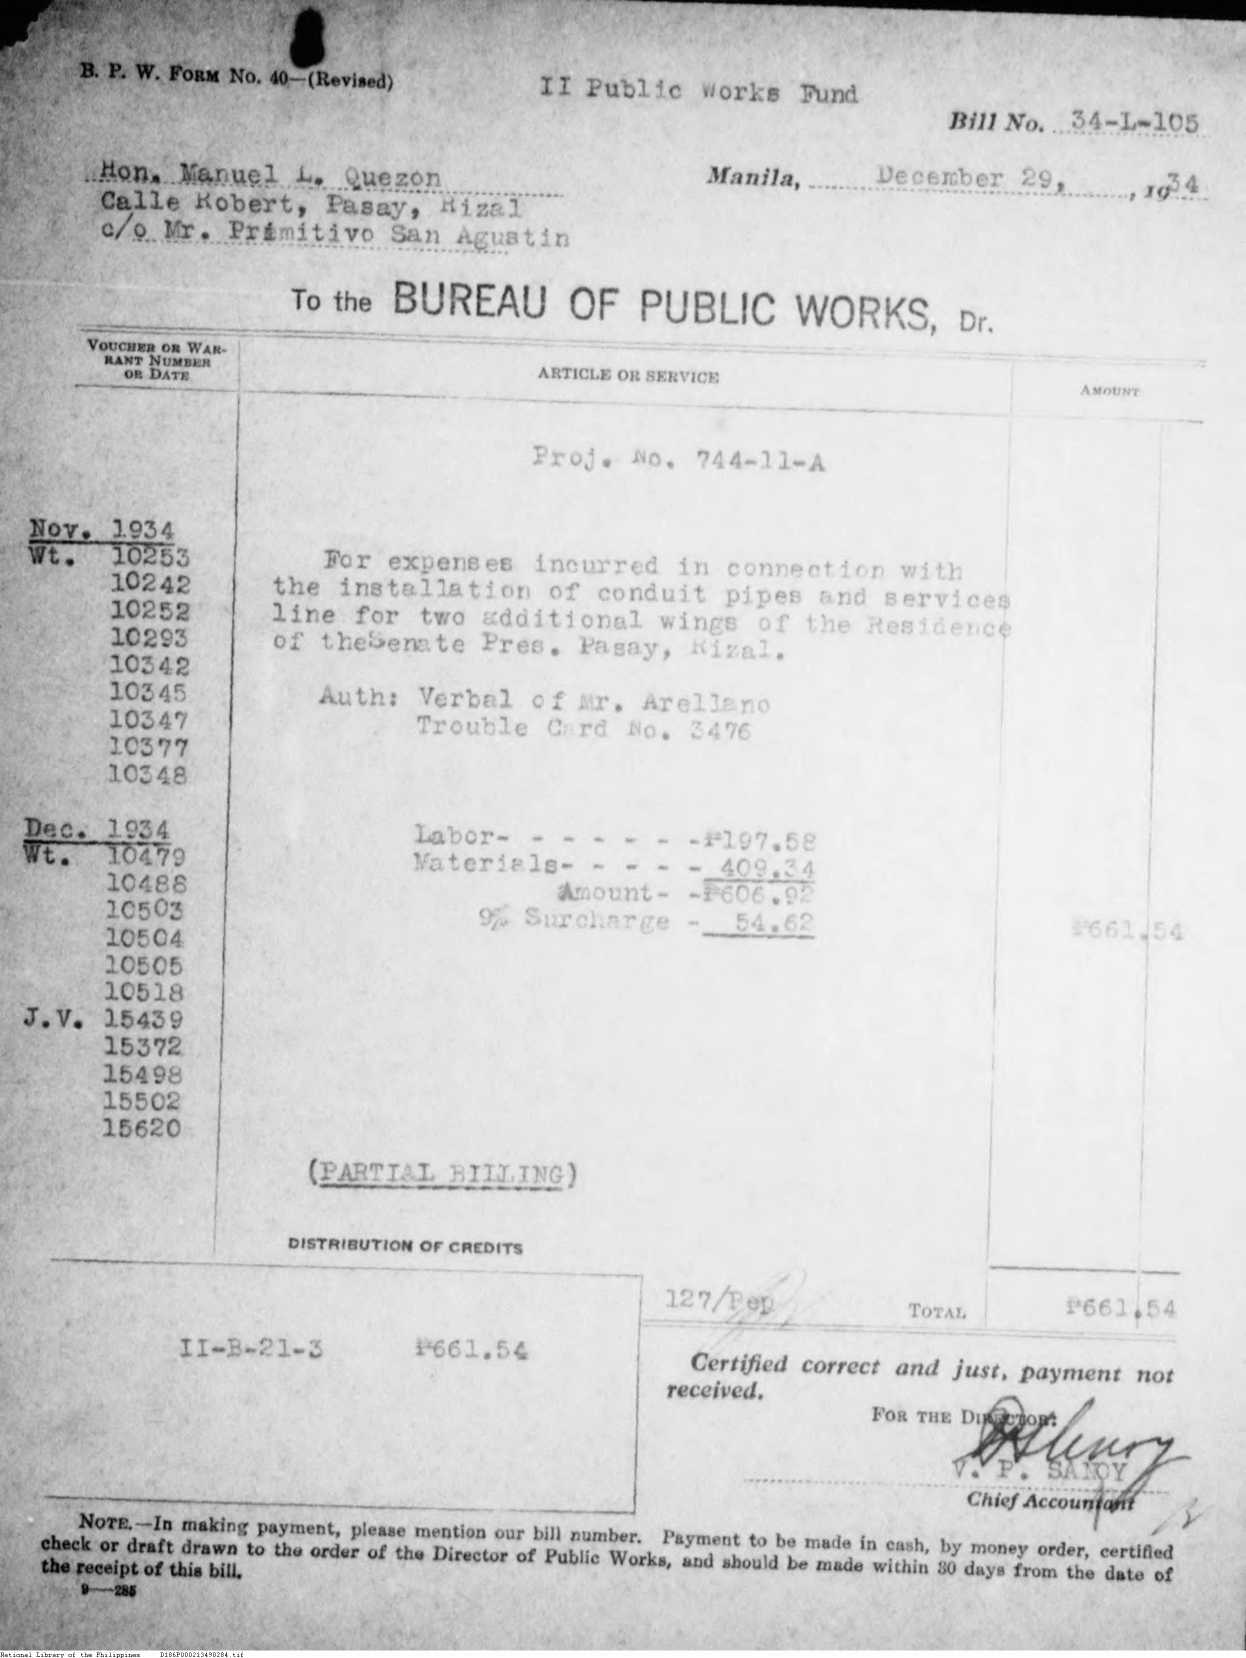 B. P. W. FORM No. 40—(Revised)
II Public Works Fund
Bill No. 34-L-105
Hon. Manuel L. Quezon
Manila, December 29, , 1934
Calle Robert, Pasay, Rizal
c/o Mr. Primitivo San Agustin
To the BUREAU OF PUBLIC WORKS, Dr.
VOUCHER OR WAR-
RANT NUMBER
OR DATE
ARTICLE OR SERVICE
AMOUNT
Proj. No. 744-11-A
Nov. 1934
Wt. 10253
10242
10252
10293
10342
10345
10347
10377
10348
For expenses incurred in connection with
the installation of conduit pipes and services
line for two additional wings of the Residence
of theSenate Pres. Pasay, Rizal.
Auth: Verbal of Mr. Arellano
Trouble Card No. 3476
Dec. 1934
Wt. 10479
10488
10503
10504
10505
10518
J.V. 15439
15372
15498
15502
15620
Labor- - - - - - -₱197.58
Materials- - - - - 409.34
Amount- -₱606.92
9% Surcharge - 54.62
₱661.54
(PARTIAL BILLING)
DISTRIBUTION OF CREDITS
127/Pep
TOTAL ₱661.54
II-B-21-3 ₱661.54
Certified correct and just, payment not
received.
FOR THE DIRECTOR:
V. P. SANOY
Chief Accountant
NOTE.—In making payment, please mention our bill number. Payment to be made in cash, by money order, certified
check or draft drawn to the order of the Director of Public Works, and should be made within 30 days from the date of
the receipt of this bill.
9—285
National Library of the Philippines D186P000213498284.tif